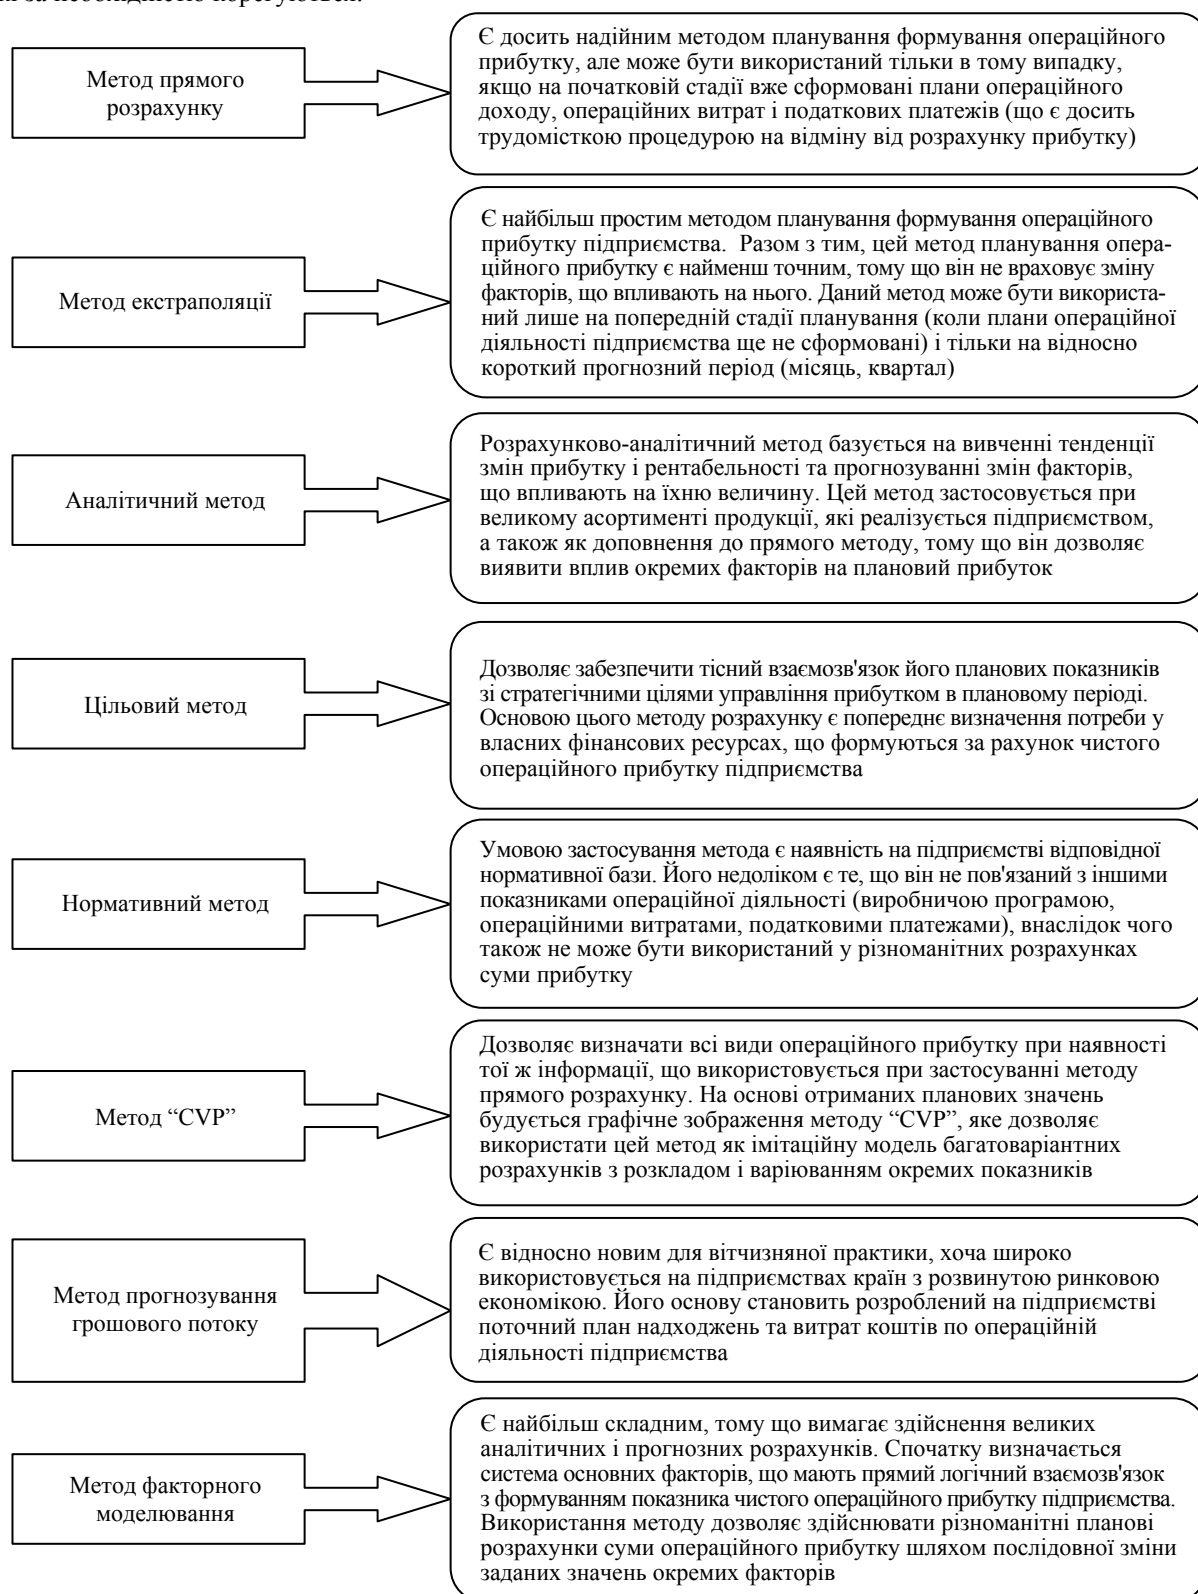 за необхідністю корегуються.
Метод прямого
розрахунку
Є досить надійним методом планування формування операційного
прибутку, але може бути використаний тільки в тому випадку,
якщо на початковій стадії вже сформовані плани операційного
доходу, операційних витрат і податкових платежів (що є досить
трудомісткою процедурою на відміну від розрахунку прибутку)
Метод екстраполяції
Є найбільш простим методом планування формування операційного
прибутку підприємства. Разом з тим, цей метод планування опера-
ційного прибутку є найменш точним, тому що він не враховує зміну
факторів, що впливають на нього. Даний метод може бути використа-
ний лише на попередній стадії планування (коли плани операційної
діяльності підприємства ще не сформовані) і тільки на відносно
короткий прогнозний період (місяць, квартал)
Аналітичний метод
Розрахунково-аналітичний метод базується на вивченні тенденції
змін прибутку і рентабельності та прогнозуванні змін факторів,
що впливають на їхню величину. Цей метод застосовується при
великому асортименті продукції, які реалізується підприємством,
а також як доповнення до прямого методу, тому що він дозволяє
виявити вплив окремих факторів на плановий прибуток
Цільовий метод
Дозволяє забезпечити тісний взаємозв'язок його планових показників
зі стратегічними цілями управління прибутком в плановому періоді.
Основою цього методу розрахунку є попереднє визначення потреби у
власних фінансових ресурсах, що формуються за рахунок чистого
операційного прибутку підприємства
Нормативний метод
Умовою застосування метода є наявність на підприємстві відповідної
нормативної бази. Його недоліком є те, що він не пов'язаний з іншими
показниками операційної діяльності (виробничою програмою,
операційними витратами, податковими платежами), внаслідок чого
також не може бути використаний у різноманітних розрахунках
суми прибутку
Метод “CVP”
Дозволяє визначати всі види операційного прибутку при наявності
тої ж інформації, що використовується при застосуванні методу
прямого розрахунку. На основі отриманих планових значень
будується графічне зображення методу “CVP”, яке дозволяє
використати цей метод як імітаційну модель багатоваріантних
розрахунків з розкладом і варіюванням окремих показників
Метод прогнозування
грошового потоку
Є відносно новим для вітчизняної практики, хоча широко
використовується на підприємствах країн з розвинутою ринковою
економікою. Його основу становить розроблений на підприємстві
поточний план надходжень та витрат коштів по операційній
діяльності підприємства
Метод факторного
моделювання
Є найбільш складним, тому що вимагає здійснення великих
аналітичних і прогнозних розрахунків. Спочатку визначається
система основних факторів, що мають прямий логічний взаємозв'язок
з формуванням показника чистого операційного прибутку підприємства.
Використання методу дозволяє здійснювати різноманітні планові
розрахунки суми операційного прибутку шляхом послідовної зміни
заданих значень окремих факторів